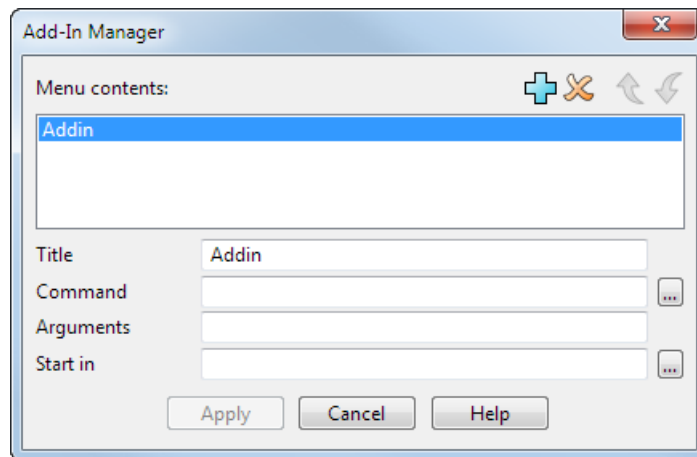 Add-In Manager
Menu contents:
Addin
Title Addin
Command ...
Arguments
Start in ...
Apply Cancel Help